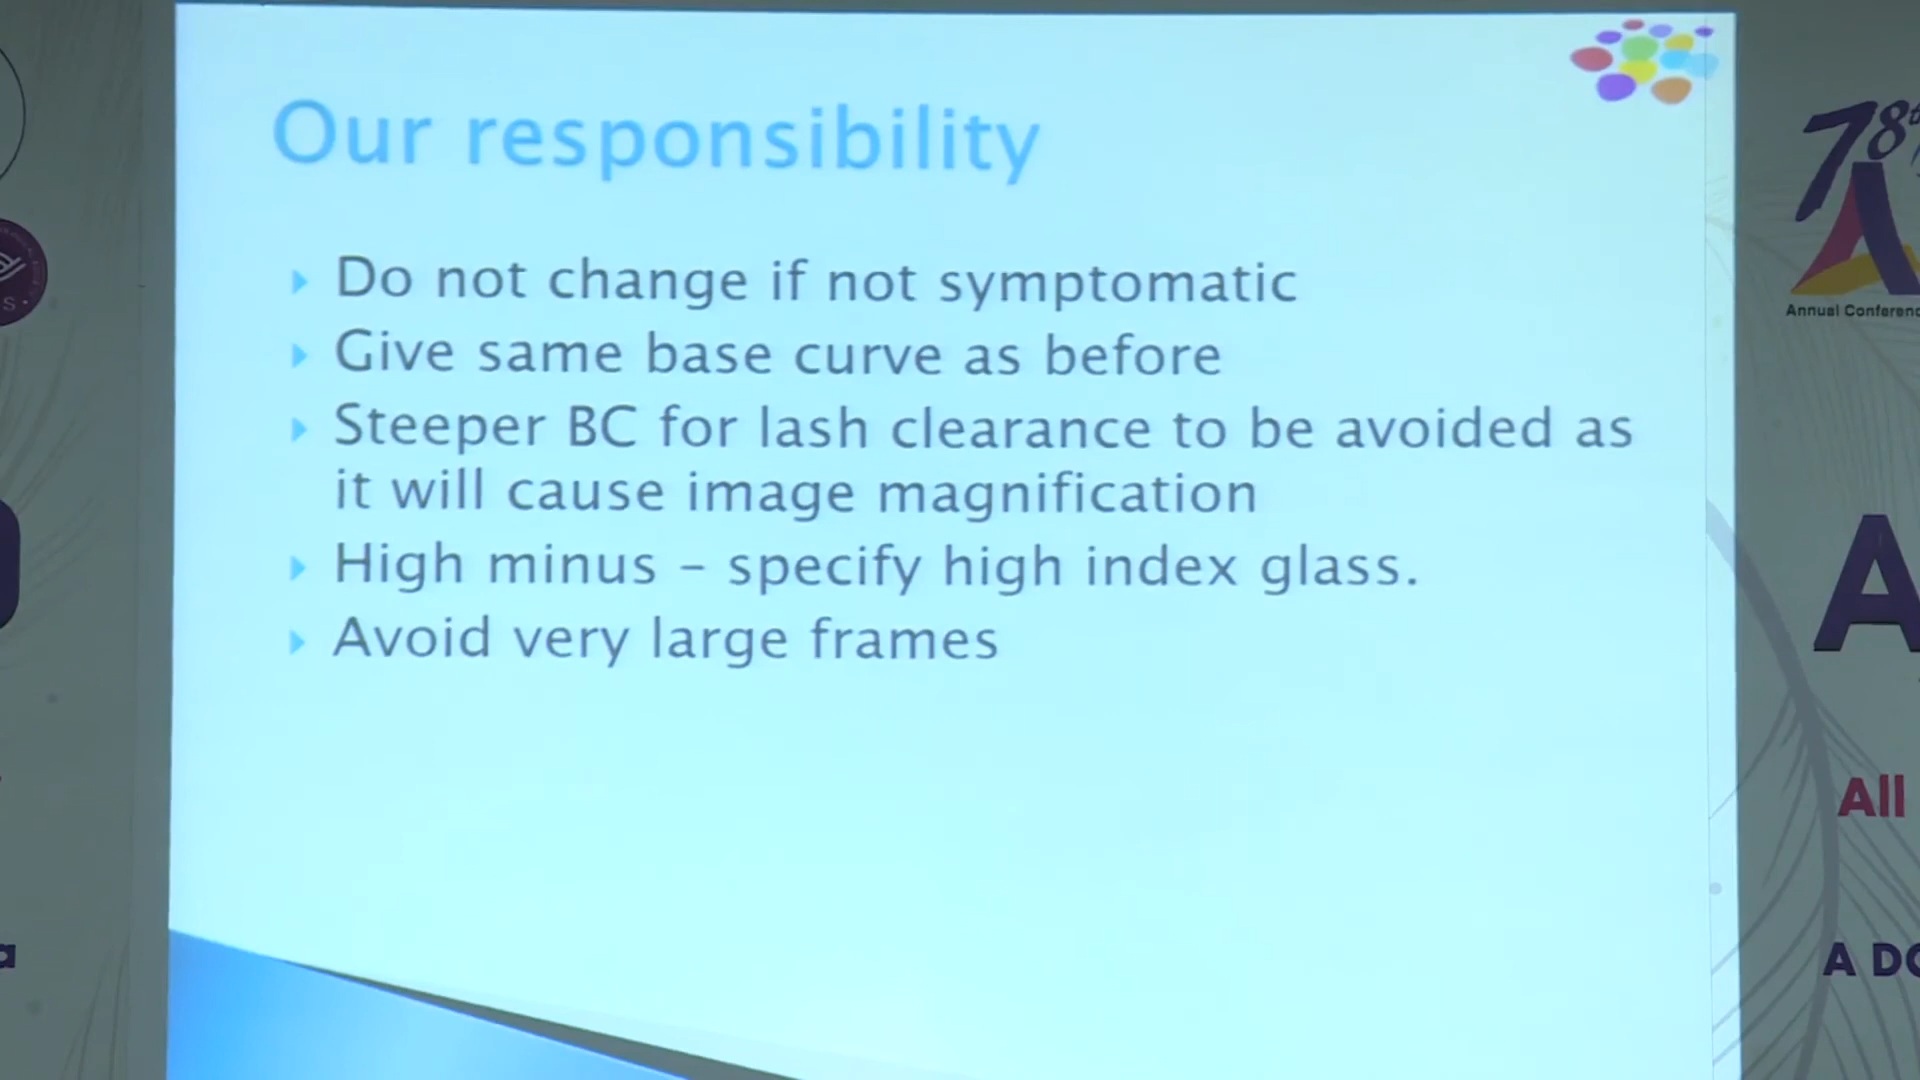 Our responsibility
Do not change if not symptomatic
Give same base curve as before
Steeper BC for lash clearance to be avoided as
it will cause image magnification
High minus – specify high index glass.
Avoid very large frames
78th
Annual Conferenc
A
All
A DO
S
a